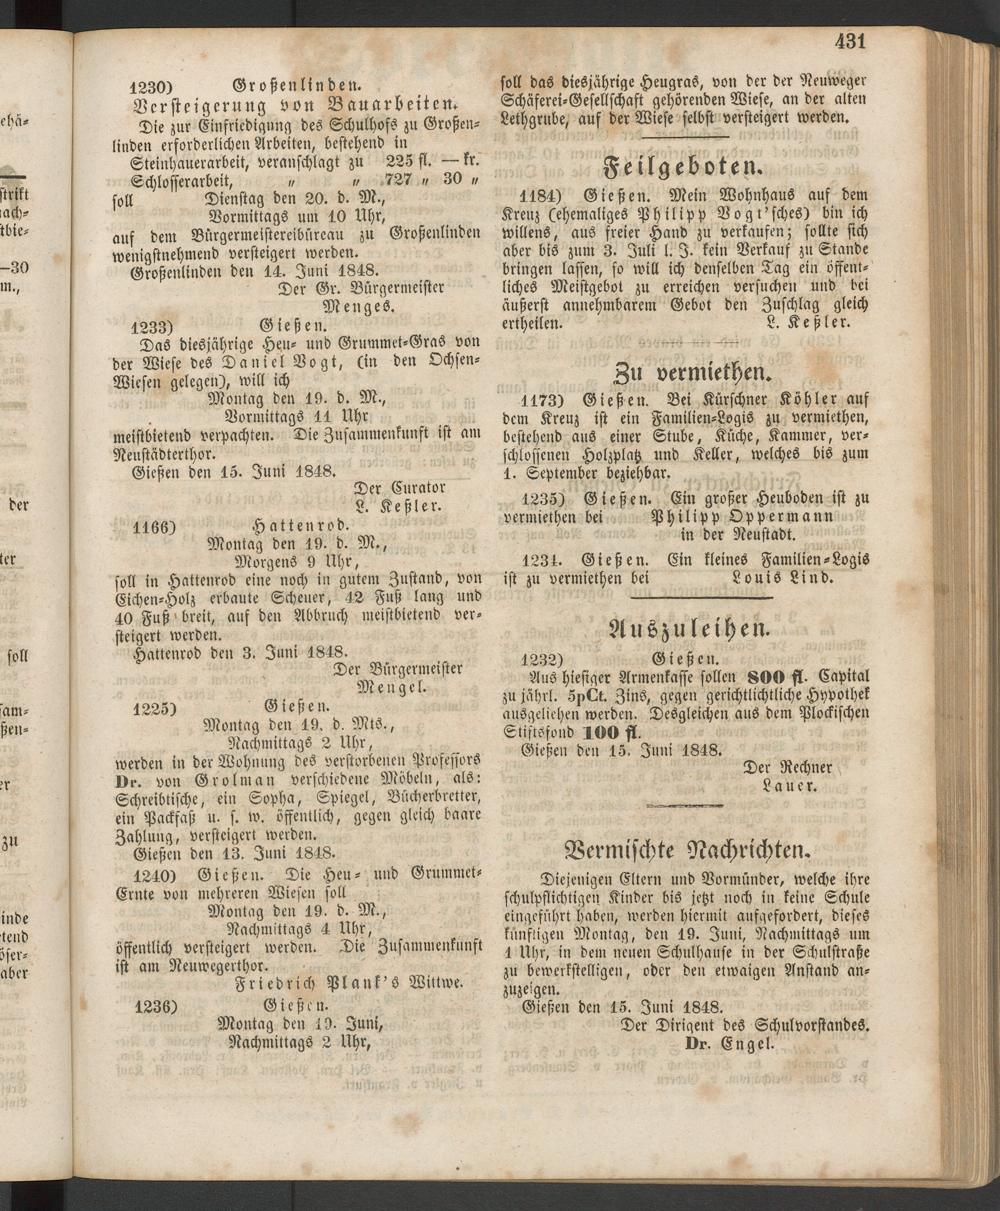 431
1230) Großenlinden.
Versteigerung von Bauarbeiten.
Die zur Einfriedigung des Schulhofs zu Großen-
linden erforderlichen Arbeiten, bestehend in
Steinhauerarbeit, veranschlagt zu 225 fl. — kr.
Schlosserarbeit, " " 727 " 30 "
soll Dienstag den 20. d. M.,
Vormittags um 10 Uhr,
auf dem Bürgermeistereibüreau zu Großenlinden
wenigstnehmend versteigert werden.
Großenlinden den 14. Juni 1848.
Der Gr. Bürgermeister
Menges.
1233) Gießen.
Das diesjährige Heu- und Grummet-Gras von
der Wiese des Daniel Vogt, (in den Ochsen-
Wiesen gelegen), will ich
Montag den 19. d. M.,
Vormittags 11 Uhr
meistbietend verpachten. Die Zusammenkunft ist am
Neustädterthor.
Gießen den 15. Juni 1848.
Der Curator
L. Keßler.
1166) Hattenrod.
Montag den 19. d. M.,
Morgens 9 Uhr,
soll in Hattenrod eine noch in gutem Zustand, von
Eichen-Holz erbaute Scheuer, 42 Fuß lang und
40 Fuß breit, auf den Abbruch meistbietend ver-
steigert werden.
Hattenrod den 3. Juni 1848.
Der Bürgermeister
Mengel.
1225) Gießen.
Montag den 19. d. Mts.,
Nachmittags 2 Uhr,
werden in der Wohnung des verstorbenen Professors
Dr. von Grolman verschiedene Möbeln, als:
Schreibtische, ein Sopha, Spiegel, Bücherbretter,
ein Packfaß u. s. w. öffentlich, gegen gleich baare
Zahlung, versteigert werden.
Gießen den 13. Juni 1848.
1240) Gießen. Die Heu- und Grummet-
Ernte von mehreren Wiesen soll
Montag den 19. d. M.,
Nachmittags 4 Uhr,
öffentlich versteigert werden. Die Zusammenkunft
ist am Neuwegerthor.
Friedrich Plank's Wittwe.
1236) Gießen.
Montag den 19. Juni,
Nachmittags 2 Uhr,
soll das diesjährige Heugras, von der der Neuweger
Schäferei-Gesellschaft gehörenden Wiese, an der alten
Lethgrube, auf der Wiese selbst versteigert werden.
Feilgeboten.
1184) Gießen. Mein Wohnhaus auf dem
Kreuz (ehemaliges Philipp Vogt'sches) bin ich
willens, aus freier Hand zu verkaufen; sollte sich
aber bis zum 3. Juli l. J. kein Verkauf zu Stande
bringen lassen, so will ich denselben Tag ein öffent-
liches Meistgebot zu erreichen versuchen und bei
äußerst annehmbarem Gebot den Zuschlag gleich
ertheilen. L. Keßler.
Zu vermiethen.
1173) Gießen. Bei Kürschner Köhler auf
dem Kreuz ist ein Familien-Logis zu vermiethen,
bestehend aus einer Stube, Küche, Kammer, ver-
schlossenen Holzplatz und Keller, welches bis zum
1. September beziehbar.
1235) Gießen. Ein großer Heuboden ist zu
vermiethen bei Philipp Oppermann
in der Neustadt.
1234. Gießen. Ein kleines Familien-Logis
ist zu vermiethen bei Louis Lind.
Auszuleihen.
1232) Gießen.
Aus hiesiger Armenkasse sollen 800 fl. Capital
zu jährl. 5pCt. Zins, gegen gerichtlichtliche Hypothek
ausgeliehen werden. Desgleichen aus dem Plockischen
Stiftsfond 100 fl.
Gießen den 15. Juni 1848.
Der Rechner
Lauer.
Vermischte Nachrichten.
Diejenigen Eltern und Vormünder, welche ihre
schulpflichtigen Kinder bis jetzt noch in keine Schule
eingeführt haben, werden hiermit aufgefordert, dieses
künftigen Montag, den 19. Juni, Nachmittags um
1 Uhr, in dem neuen Schulhause in der Schulstraße
zu bewerkstelligen, oder den etwaigen Anstand an-
zuzeigen.
Gießen den 15. Juni 1848.
Der Dirigent des Schulvorstandes.
Dr. Engel.